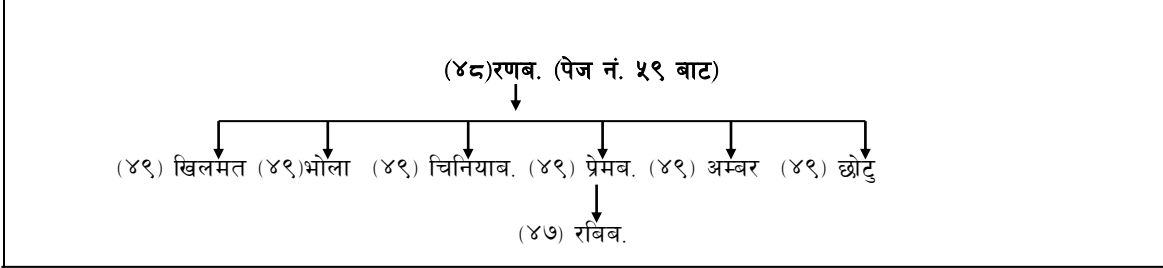 (४८)रणब. (पेज नं. ५९ बाट)
(४९) खिलमत (४९)भोला (४९) चिनियाब. (४९) प्रेमब. (४९) अम्बर (४९) छोटु
(४७) रबिब.